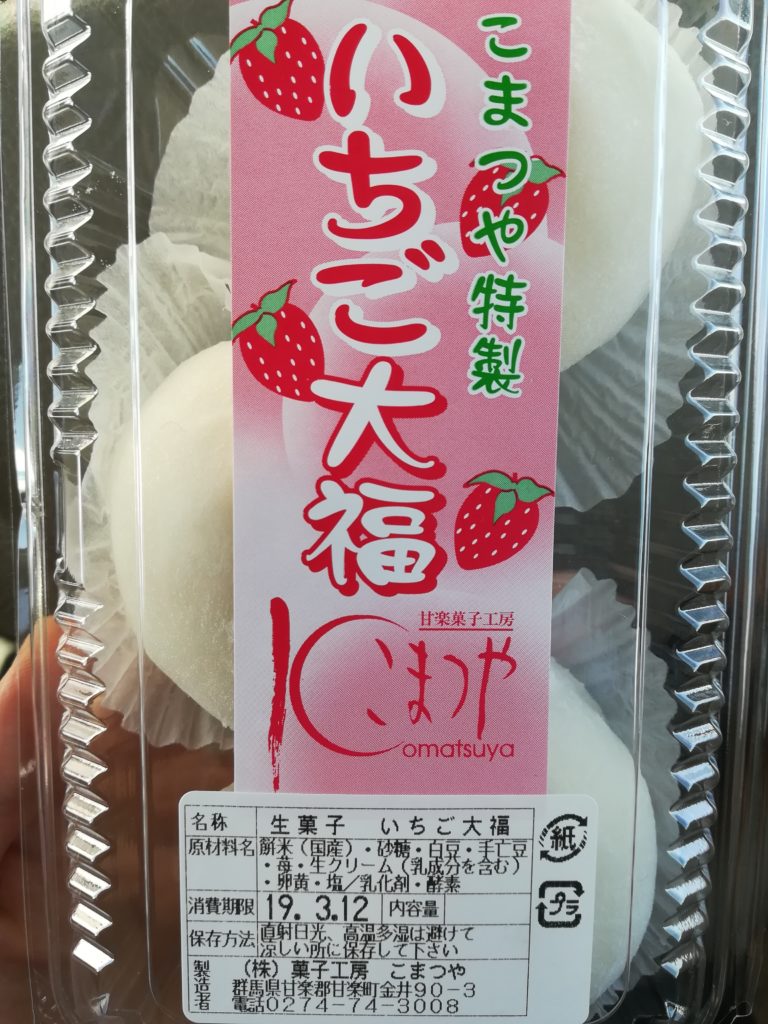 こまつや特製
いちご大福
甘楽菓子工房
こまつや
Komatsuya
名称 生菓子 いちご大福
原材料名 餅米(国産)・砂糖・白豆・手亡豆
・苺・生クリーム(乳成分を含む)
・卵黄・塩/乳化剤・酵素
消費期限 19. 3.12 内容量
保存方法 直射日光、高温多湿は避けて
涼しい所に保存して下さい
製造者 (株)菓子工房 こまつや
群馬県甘楽郡甘楽町金井90-3
電話0274-74-3008
紙
プラ